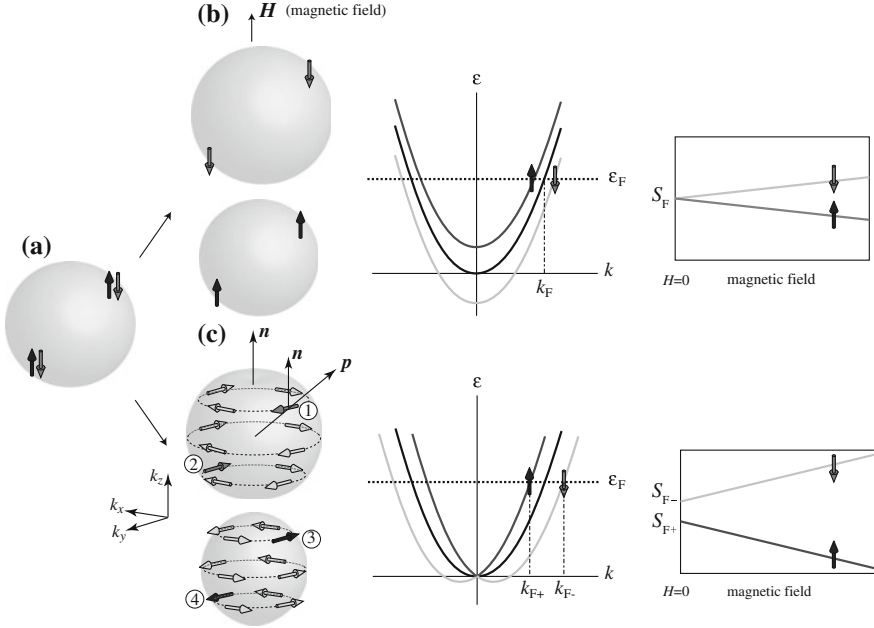 (a)
(b)
H (magnetic field)
ε
ε_F
k
k_F
S_F
H=0 magnetic field
(c)
n
n
p
①
②
③
④
k_z
k_x
k_y
ε
ε_F
k
k_F+ k_F-
S_F−
S_F+
H=0 magnetic field